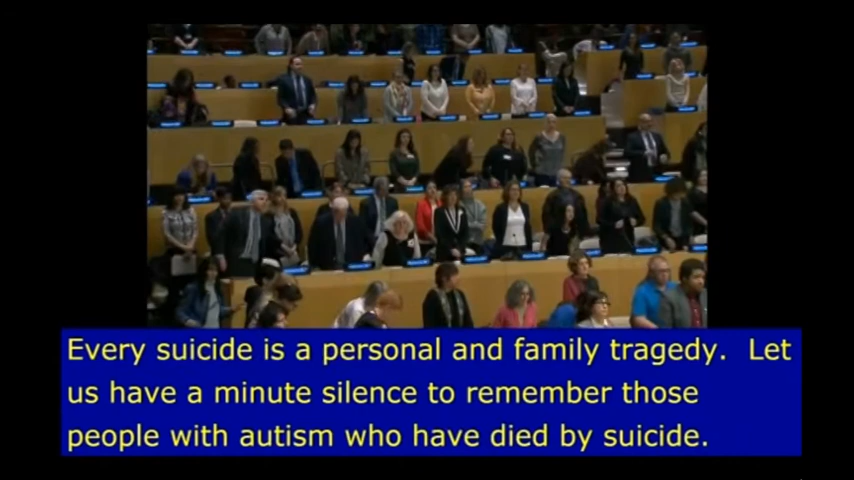 Every suicide is a personal and family tragedy.  Let
us have a minute silence to remember those
people with autism who have died by suicide.